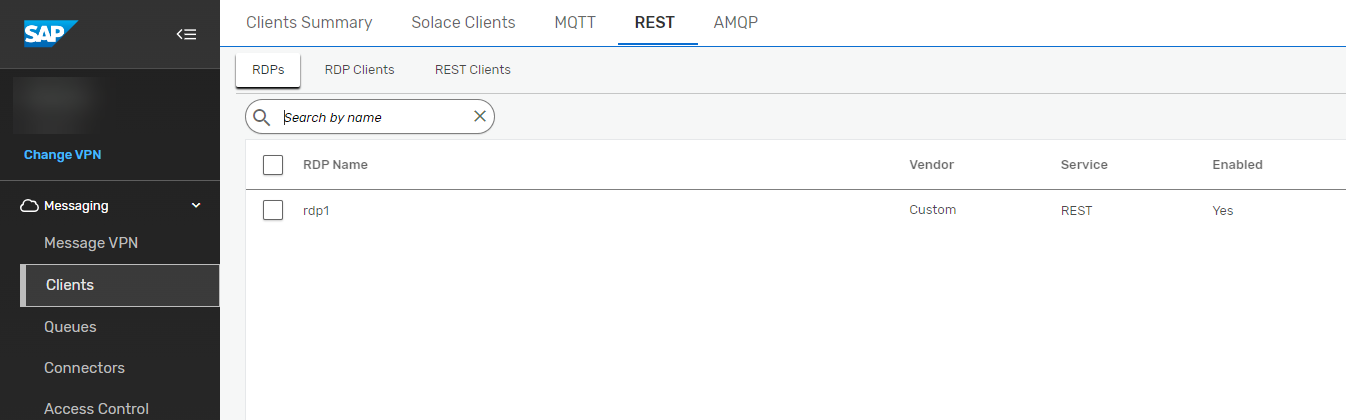 SAP
Clients Summary Solace Clients MQTT REST AMQP
RDPs RDP Clients REST Clients
Search by name
Change VPN
RDP Name Vendor Service Enabled
rdp1 Custom REST Yes
Messaging
Message VPN
Clients
Queues
Connectors
Access Control